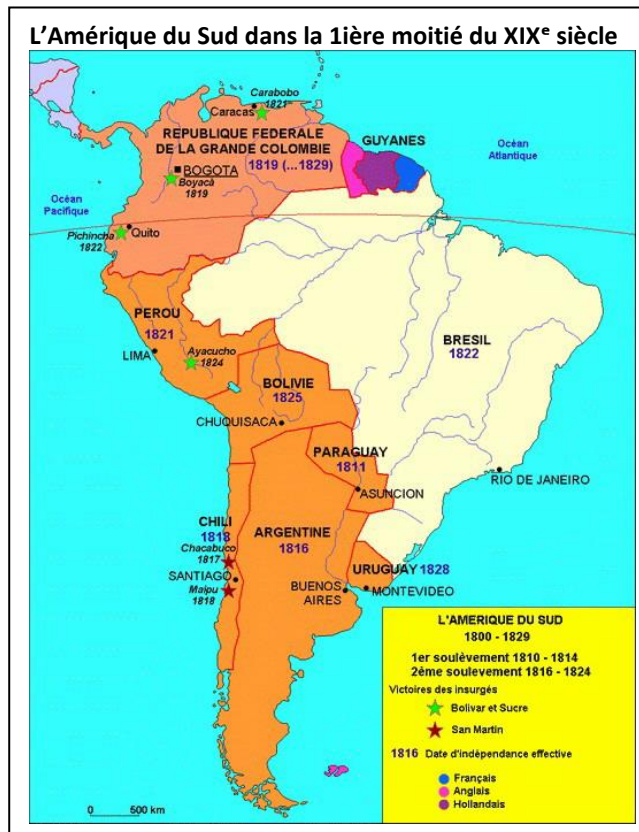 L’Amérique du Sud dans la 1ière moitié du XIXᵉ siècle
Carabobo
1821
Caracas
REPUBLIQUE FEDERALE
DE LA GRANDE COLOMBIE
1819 (...1829)
GUYANES
Océan
Atlantique
BOGOTA
Boyacà
1819
Océan
Pacifique
Pichincha
1822
Quito
PEROU
1821
LIMA
Ayacucho
1824
BRESIL
1822
BOLIVIE
1825
CHUQUISACA
PARAGUAY
1811
ASUNCION
RIO DE JANEIRO
CHILI
1818
Chacabuco
1817
ARGENTINE
1816
SANTIAGO
Maipu
1818
URUGUAY 1828
BUENOS
AIRES
MONTEVIDEO
L'AMERIQUE DU SUD
1800 - 1829
1er soulèvement 1810 - 1814
2ème soulevement 1816 - 1824
Victoires des insurgés
Bolivar et Sucre
San Martin
1816 Date d'indépendance effective
Français
Anglais
Hollandais
0 500 km